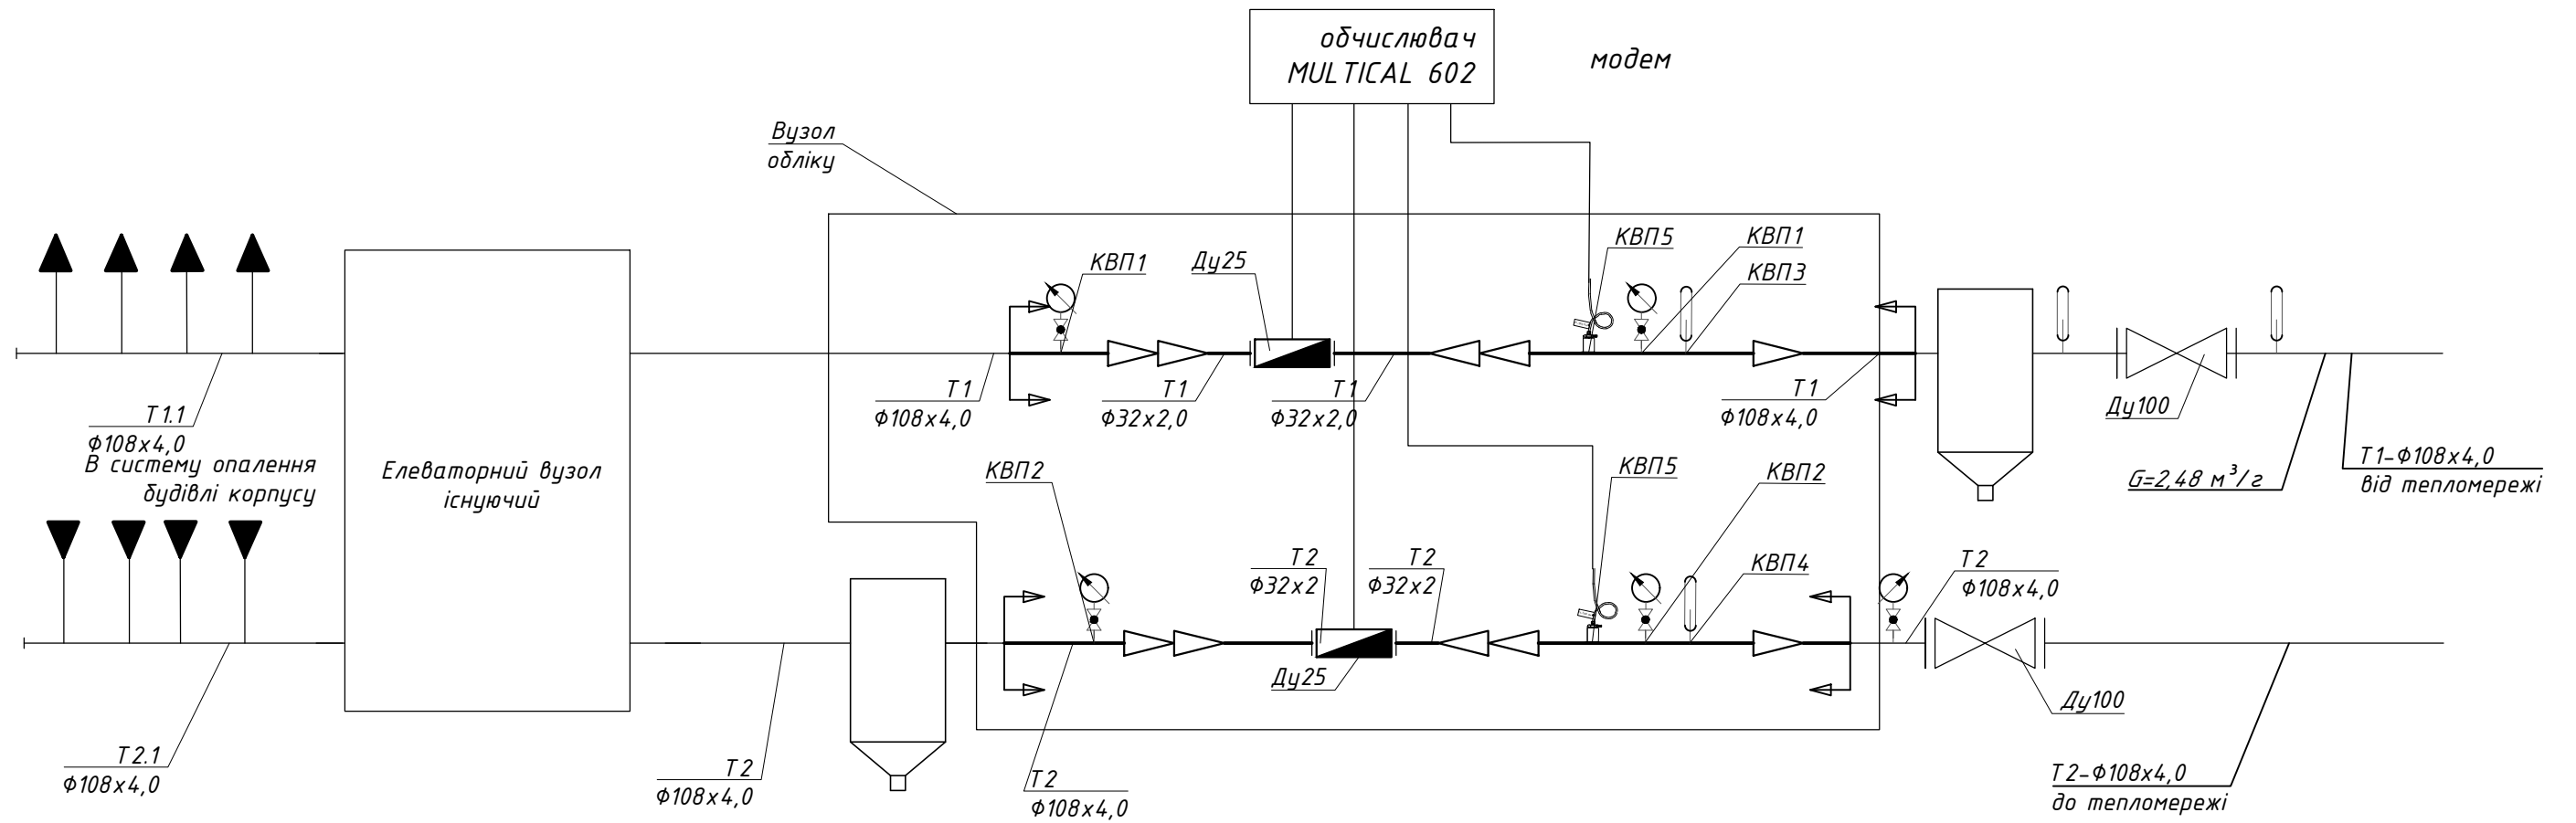 обчислювач
MULTICAL 602
модем
Вузол
обліку
КВП1
Ду25
КВП5
КВП1
КВП3
Т1
Ф108х4,0
Т1
Ф32х2,0
Т1
Ф32х2,0
Т1
Ф108х4,0
Ду100
Т1.1
Ф108х4,0
В систему опалення
будівлі корпусу
Елеваторний вузол
існуючий
G=2,48 м³/г
Т1-Ф108х4,0
від тепломережі
КВП2
КВП5
КВП2
КВП4
Т2
Ф32х2
Т2
Ф32х2
Т2
Ф108х4,0
Ду25
Ду100
Т2.1
Ф108х4,0
Т2
Ф108х4,0
Т2
Ф108х4,0
Т2-Ф108х4,0
до тепломережі